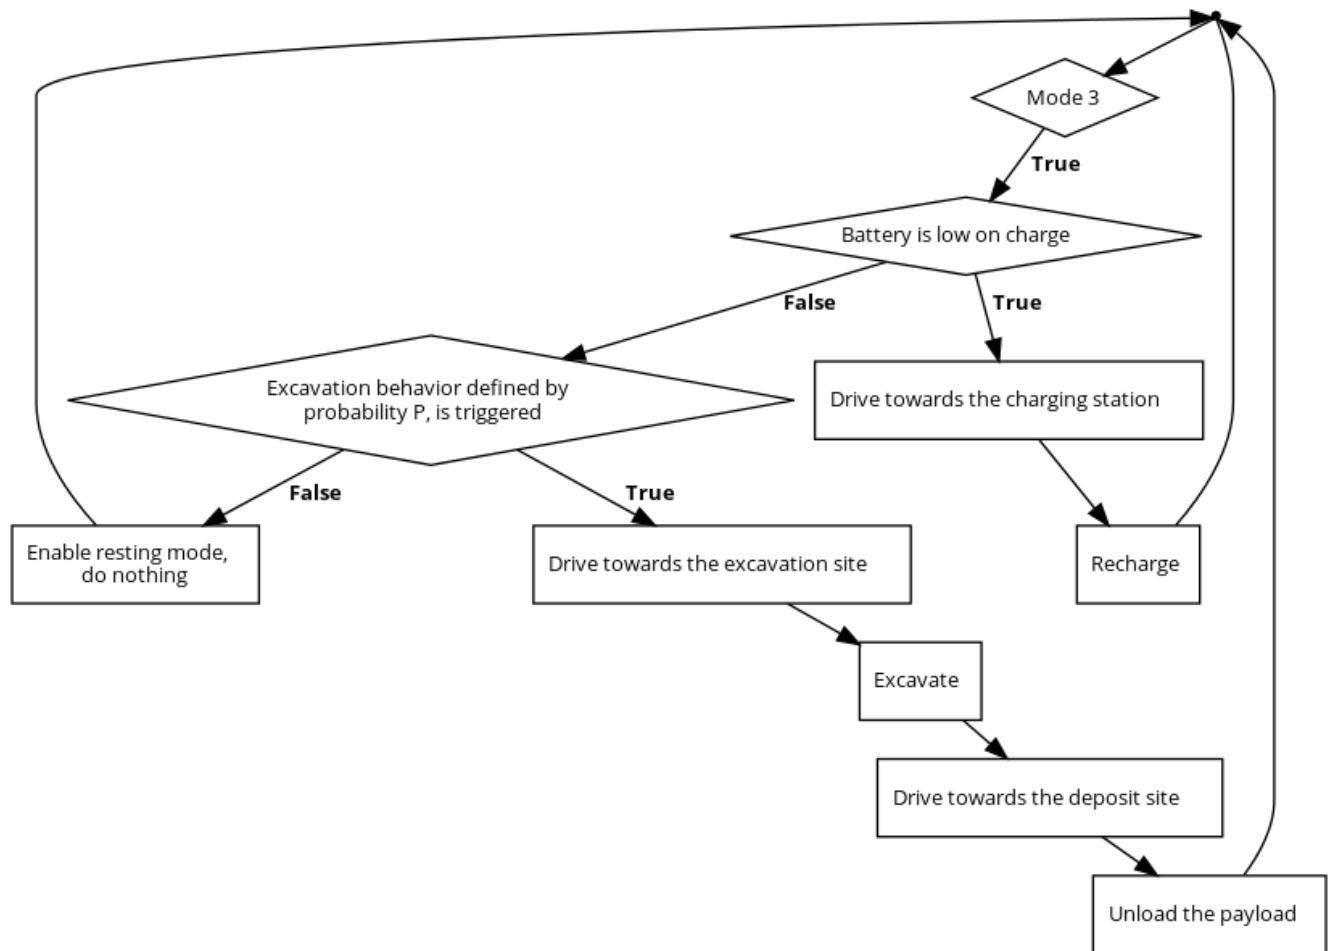 Mode 3
True
Battery is low on charge
False
True
Excavation behavior defined by
probability P, is triggered
Drive towards the charging station
False
True
Enable resting mode,
do nothing
Drive towards the excavation site
Recharge
Excavate
Drive towards the deposit site
Unload the payload